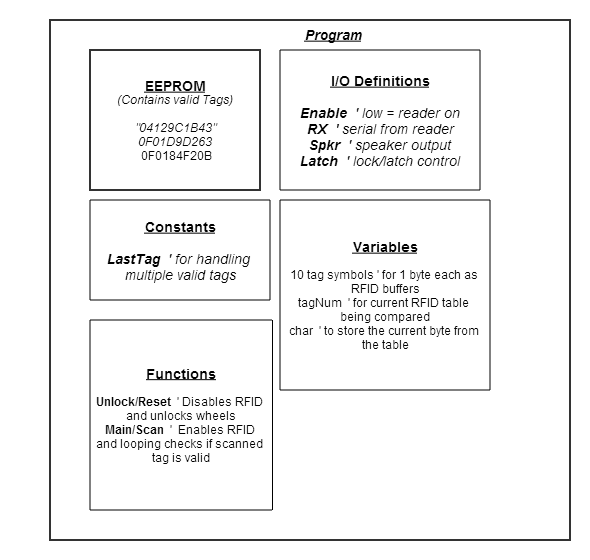 Program
EEPROM
(Contains valid Tags)
"04129C1B43"
0F01D9D263
0F0184F20B
I/O Definitions
Enable ' low = reader on
RX ' serial from reader
Spkr ' speaker output
Latch ' lock/latch control
Constants
LastTag ' for handling
multiple valid tags
Variables
10 tag symbols ' for 1 byte each as
RFID buffers
tagNum ' for current RFID table
being compared
char ' to store the current byte from
the table
Functions
Unlock/Reset ' Disables RFID
and unlocks wheels
Main/Scan ' Enables RFID
and looping checks if scanned
tag is valid